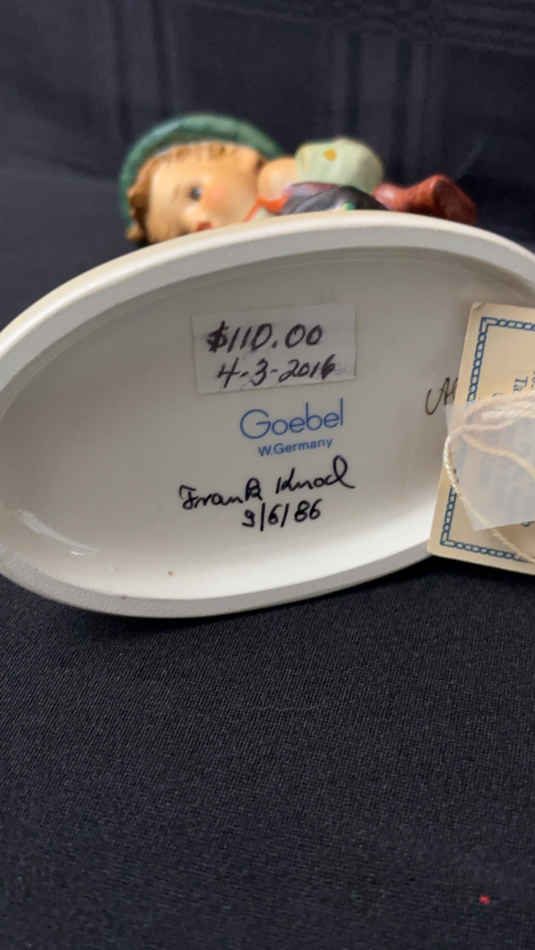 $110.00
4-3-2016
Goebel
W.Germany
Frank Knoch
9/6/86